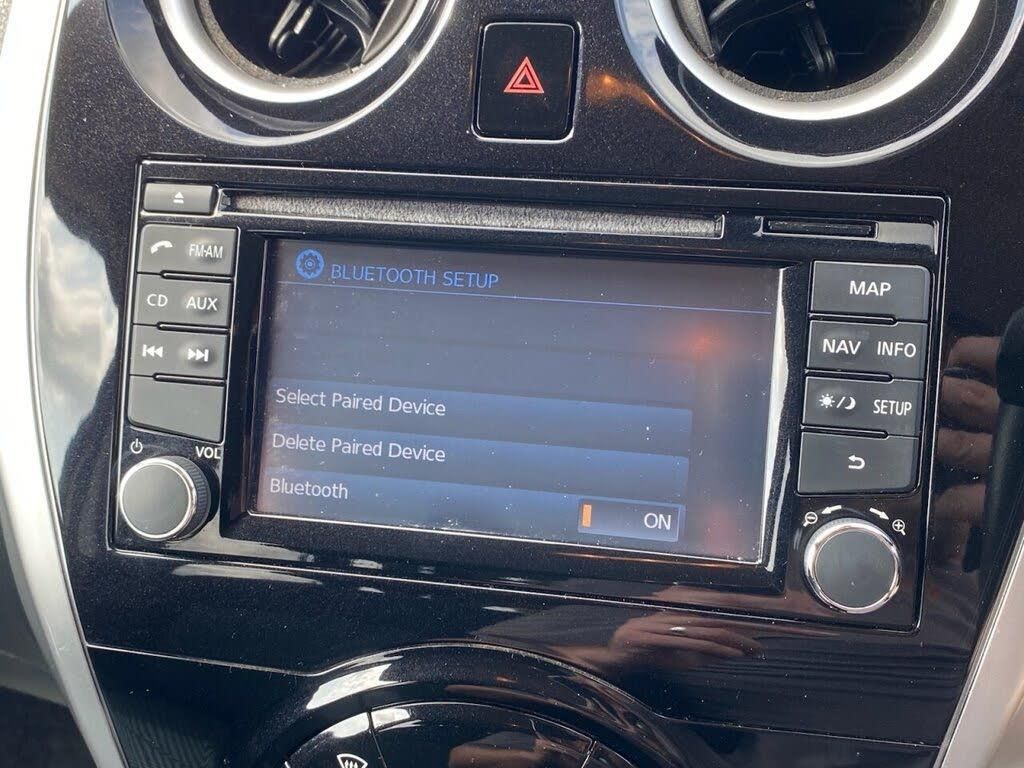 FM·AM
CD AUX
VOL
BLUETOOTH SETUP
Select Paired Device
Delete Paired Device
Bluetooth
ON
MAP
NAV INFO
SETUP